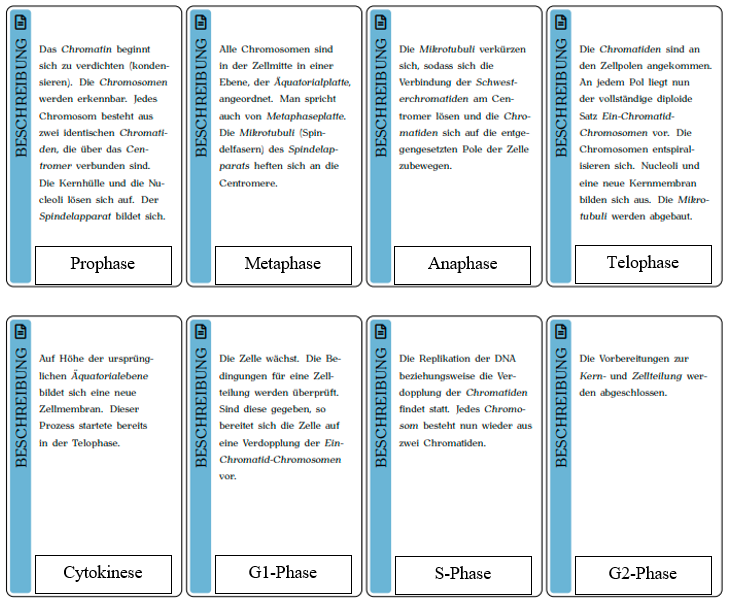 BESCHREIBUNG
Das Chromatin beginnt
sich zu verdichten (konden-
sieren). Die Chromosomen
werden erkennbar. Jedes
Chromosom besteht aus
zwei identischen Chromati-
den, die über das Cen-
tromer verbunden sind.
Die Kernhülle und die Nu-
cleoli lösen sich auf. Der
Spindelapparat bildet sich.
Prophase
BESCHREIBUNG
Alle Chromosomen sind
in der Zellmitte in einer
Ebene, der Äquatorialplatte,
angeordnet. Man spricht
auch von Metaphaseplatte.
Die Mikrotubuli (Spin-
delfasern) des Spindelap-
parats heften sich an die
Centromere.
Metaphase
BESCHREIBUNG
Die Mikrotubuli verkürzen
sich, sodass sich die
Verbindung der Schwest-
erchromatiden am Cen-
tromer lösen und die Chro-
matiden sich auf die entge-
gengesetzten Pole der Zelle
zubewegen.
Anaphase
BESCHREIBUNG
Die Chromatiden sind an
den Zellpolen angekommen.
An jedem Pol liegt nun
der vollständige diploide
Satz Ein-Chromatid-
Chromosomen vor. Die
Chromosomen entspiral-
isieren sich. Nucleoli und
eine neue Kernmembran
bilden sich aus. Die Mikro-
tubuli werden abgebaut.
Telophase
BESCHREIBUNG
Auf Höhe der ursprüng-
lichen Äquatorialebene
bildet sich eine neue
Zellmembran. Dieser
Prozess startete bereits
in der Telophase.
Cytokinese
BESCHREIBUNG
Die Zelle wächst. Die Be-
dingungen für eine Zell-
teilung werden überprüft.
Sind diese gegeben, so
bereitet sich die Zelle auf
eine Verdopplung der Ein-
Chromatid-Chromosomen
vor.
G1-Phase
BESCHREIBUNG
Die Replikation der DNA
beziehungsweise die Ver-
dopplung der Chromatiden
findet statt. Jedes Chromo-
som besteht nun wieder aus
zwei Chromatiden.
S-Phase
BESCHREIBUNG
Die Vorbereitungen zur
Kern- und Zellteilung wer-
den abgeschlossen.
G2-Phase